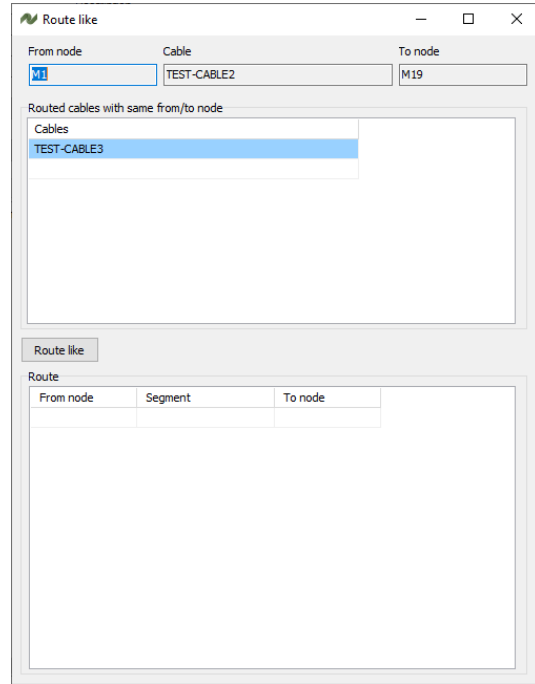 Route like
From node Cable To node
M1 TEST-CABLE2 M19
Routed cables with same from/to node
Cables
TEST-CABLE3
Route like
Route
From node Segment To node